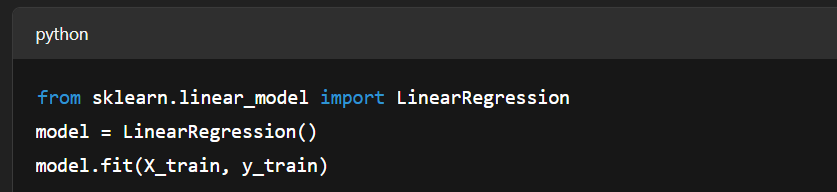 python
from sklearn.linear_model import LinearRegression
model = LinearRegression()
model.fit(X_train, y_train)